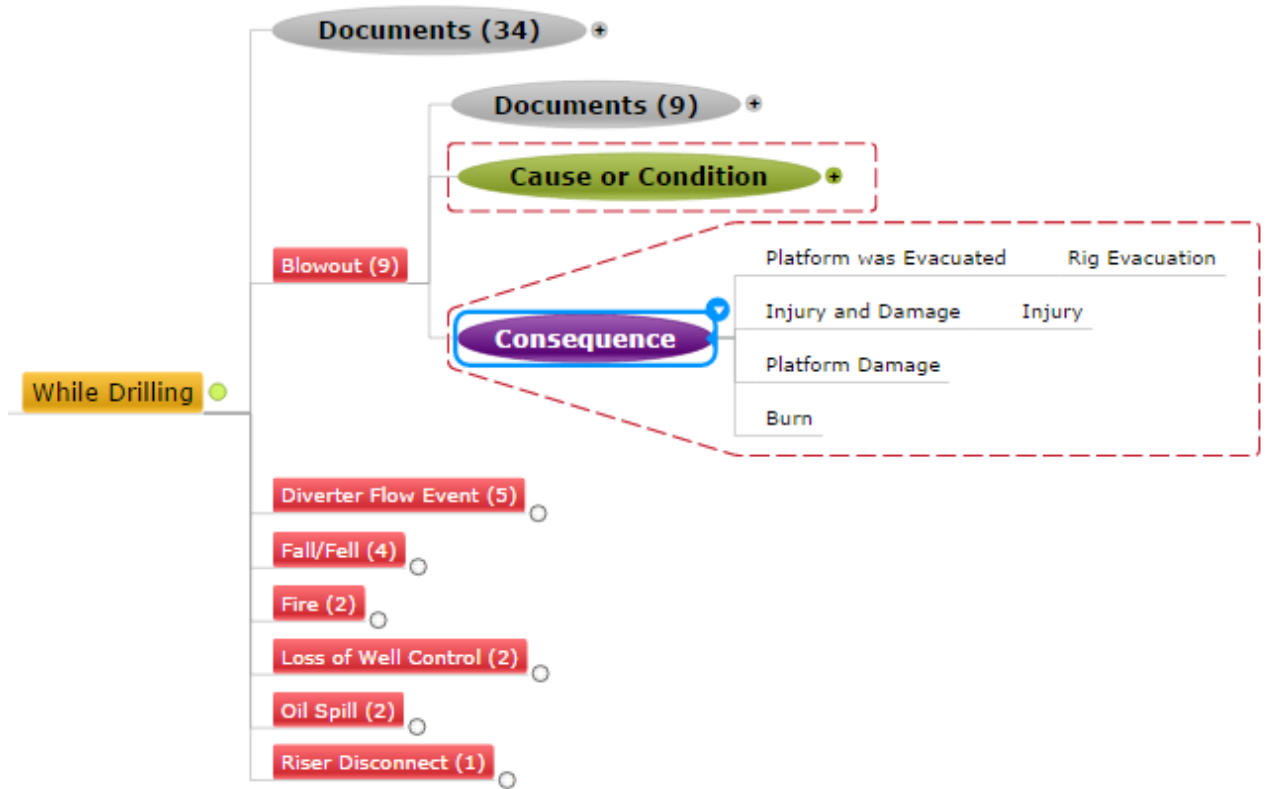 Documents (34)
Documents (9)
Cause or Condition
Blowout (9)
Platform was Evacuated Rig Evacuation
Injury and Damage Injury
Consequence
Platform Damage
While Drilling
Burn
Diverter Flow Event (5)
Fall/Fell (4)
Fire (2)
Loss of Well Control (2)
Oil Spill (2)
Riser Disconnect (1)